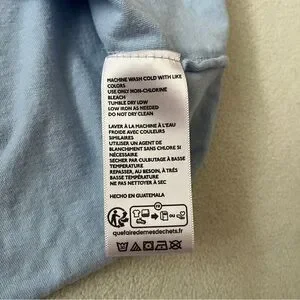 MACHINE WASH COLD WITH LIKE
COLORS
USE ONLY NON-CHLORINE
BLEACH
TUMBLE DRY LOW
LOW IRON AS NEEDED
DO NOT DRY CLEAN
LAVER À LA MACHINE À L'EAU
FROIDE AVEC COULEURS
SIMILAIRES
UTILISER UN AGENT DE
BLANCHIMENT SANS CHLORE SI
NÉCESSAIRE
SECHER PAR CULBUTAGE À BASSE
TEMPÉRATURE
REPASSER, AU BESOIN, À TRÈS
BASSE TEMPÉRATURE
NE PAS NETTOYER À SEC
HECHO EN GUATEMALA
FR
OU
quefairedemesdechets.fr